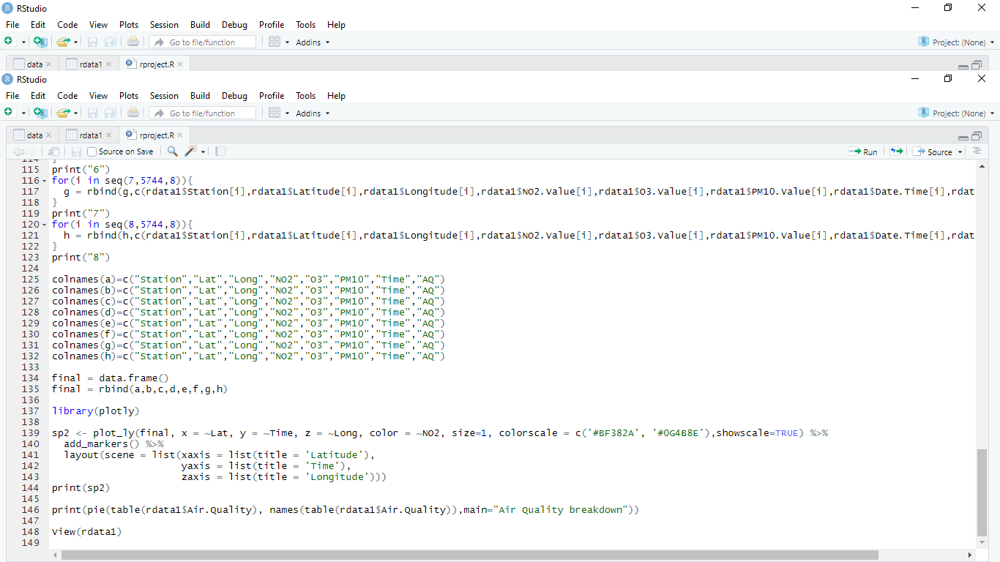 RStudio
File Edit Code View Plots Session Build Debug Profile Tools Help
Go to file/function Addins Project: (None)
data rdata1 rproject.R
RStudio
File Edit Code View Plots Session Build Debug Profile Tools Help
Go to file/function Addins Project: (None)
data rdata1 rproject.R
Source on Save Run Source
114 }
115 print("6")
116 for(i in seq(7,5744,8)){
117   g = rbind(g,c(rdata1$Station[i],rdata1$Latitude[i],rdata1$Longitude[i],rdata1$NO2.Value[i],rdata1$O3.Value[i],rdata1$PM10.Value[i],rdata1$Date.Time[i],rdat
118 }
119 print("7")
120 for(i in seq(8,5744,8)){
121   h = rbind(h,c(rdata1$Station[i],rdata1$Latitude[i],rdata1$Longitude[i],rdata1$NO2.Value[i],rdata1$O3.Value[i],rdata1$PM10.Value[i],rdata1$Date.Time[i],rdat
122 }
123 print("8")
124
125 colnames(a)=c("Station","Lat","Long","NO2","O3","PM10","Time","AQ")
126 colnames(b)=c("Station","Lat","Long","NO2","O3","PM10","Time","AQ")
127 colnames(c)=c("Station","Lat","Long","NO2","O3","PM10","Time","AQ")
128 colnames(d)=c("Station","Lat","Long","NO2","O3","PM10","Time","AQ")
129 colnames(e)=c("Station","Lat","Long","NO2","O3","PM10","Time","AQ")
130 colnames(f)=c("Station","Lat","Long","NO2","O3","PM10","Time","AQ")
131 colnames(g)=c("Station","Lat","Long","NO2","O3","PM10","Time","AQ")
132 colnames(h)=c("Station","Lat","Long","NO2","O3","PM10","Time","AQ")
133
134 final = data.frame()
135 final = rbind(a,b,c,d,e,f,g,h)
136
137 library(plotly)
138
139 sp2 <- plot_ly(final, x = ~Lat, y = ~Time, z = ~Long, color = ~NO2, size=1, colorscale = c('#BF382A', '#0G4B8E'),showscale=TRUE) %>%
140   add_markers() %>%
141   layout(scene = list(xaxis = list(title = 'Latitude'),
142                       yaxis = list(title = 'Time'),
143                       zaxis = list(title = 'Longitude')))
144 print(sp2)
145
146 print(pie(table(rdata1$Air.Quality), names(table(rdata1$Air.Quality)),main="Air Quality breakdown"))
147
148 View(rdata1)
149